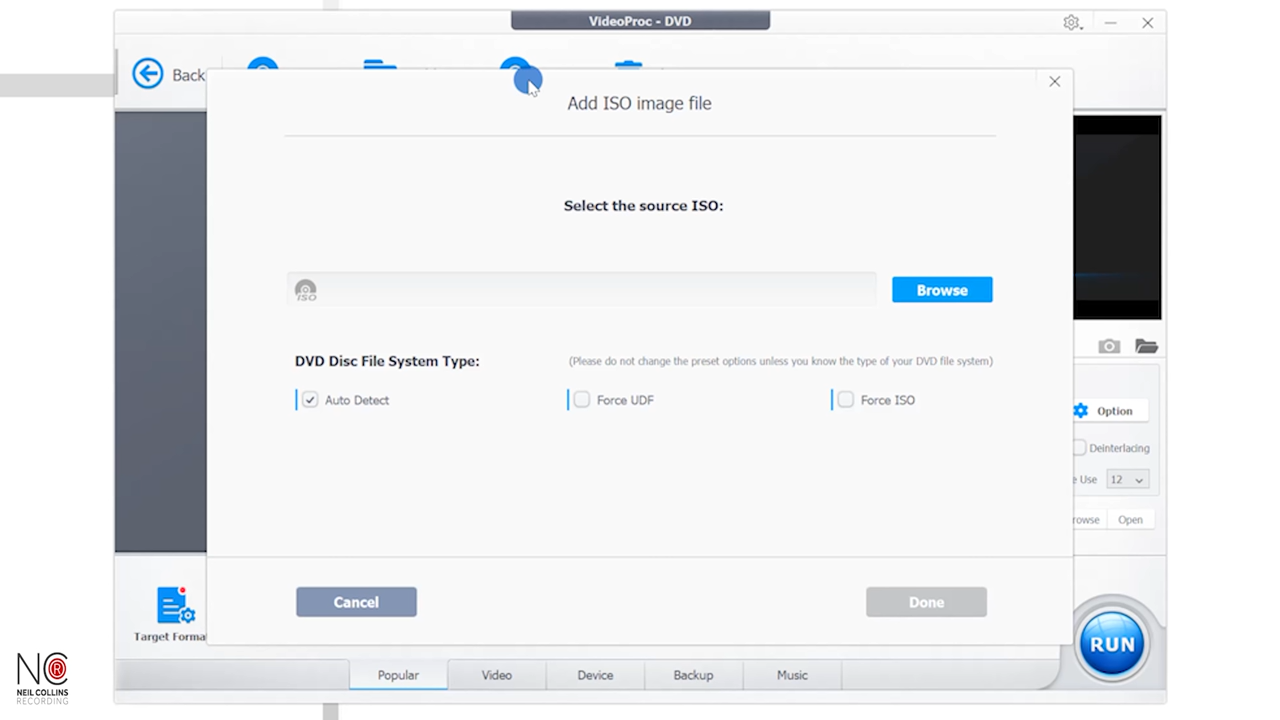 VideoProc - DVD
Back
Add ISO image file
Select the source ISO:
ISO
Browse
DVD Disc File System Type:
(Please do not change the preset options unless you know the type of your DVD file system)
Auto Detect
Force UDF
Force ISO
Option
Deinterlacing
Use
12
Open
Cancel
Done
Target
RUN
Popular
Video
Device
Backup
Music
NCR
NEIL COLLINS
RECORDING